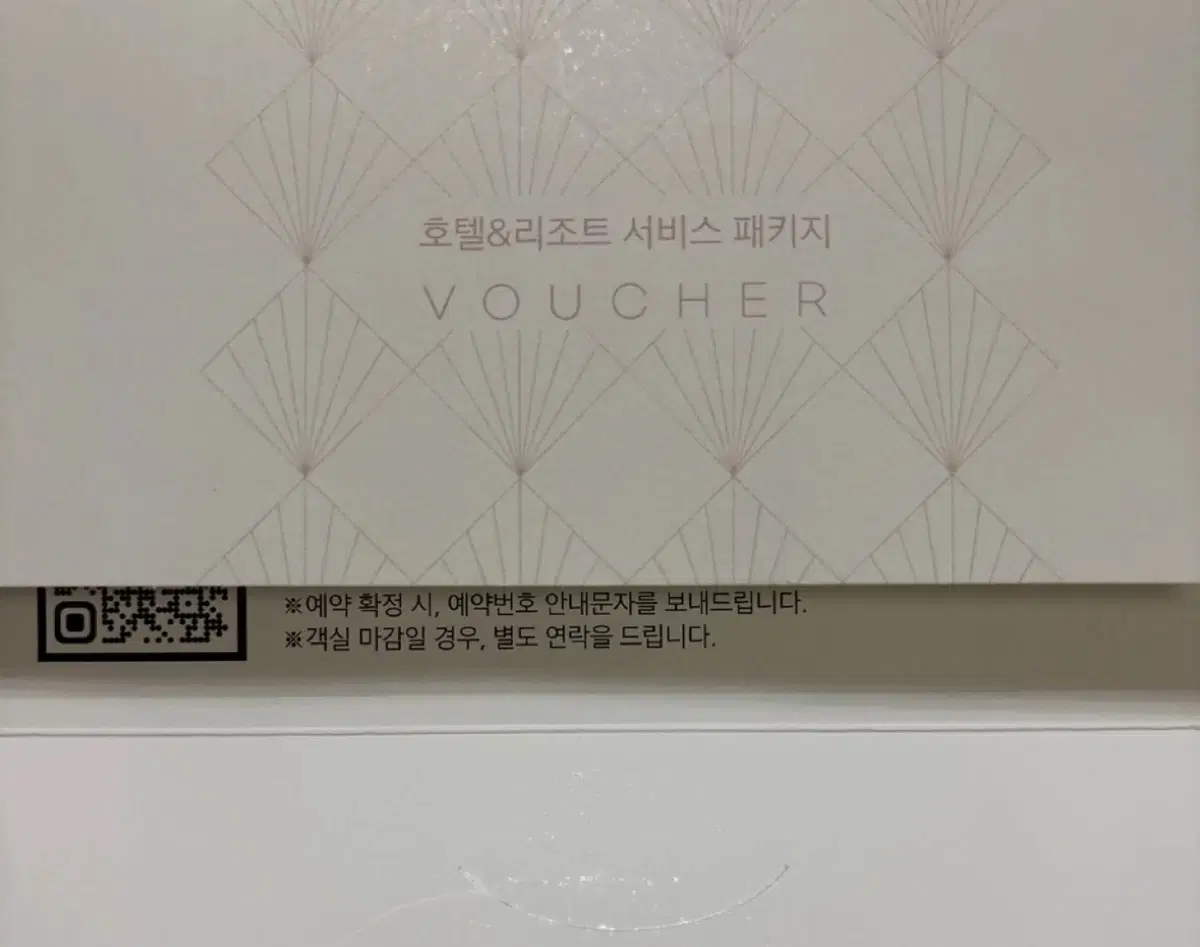 호텔&리조트 서비스 패키지
VOUCHER
※예약 확정 시, 예약번호 안내문자를 보내드립니다.
※객실 마감일 경우, 별도 연락을 드립니다.